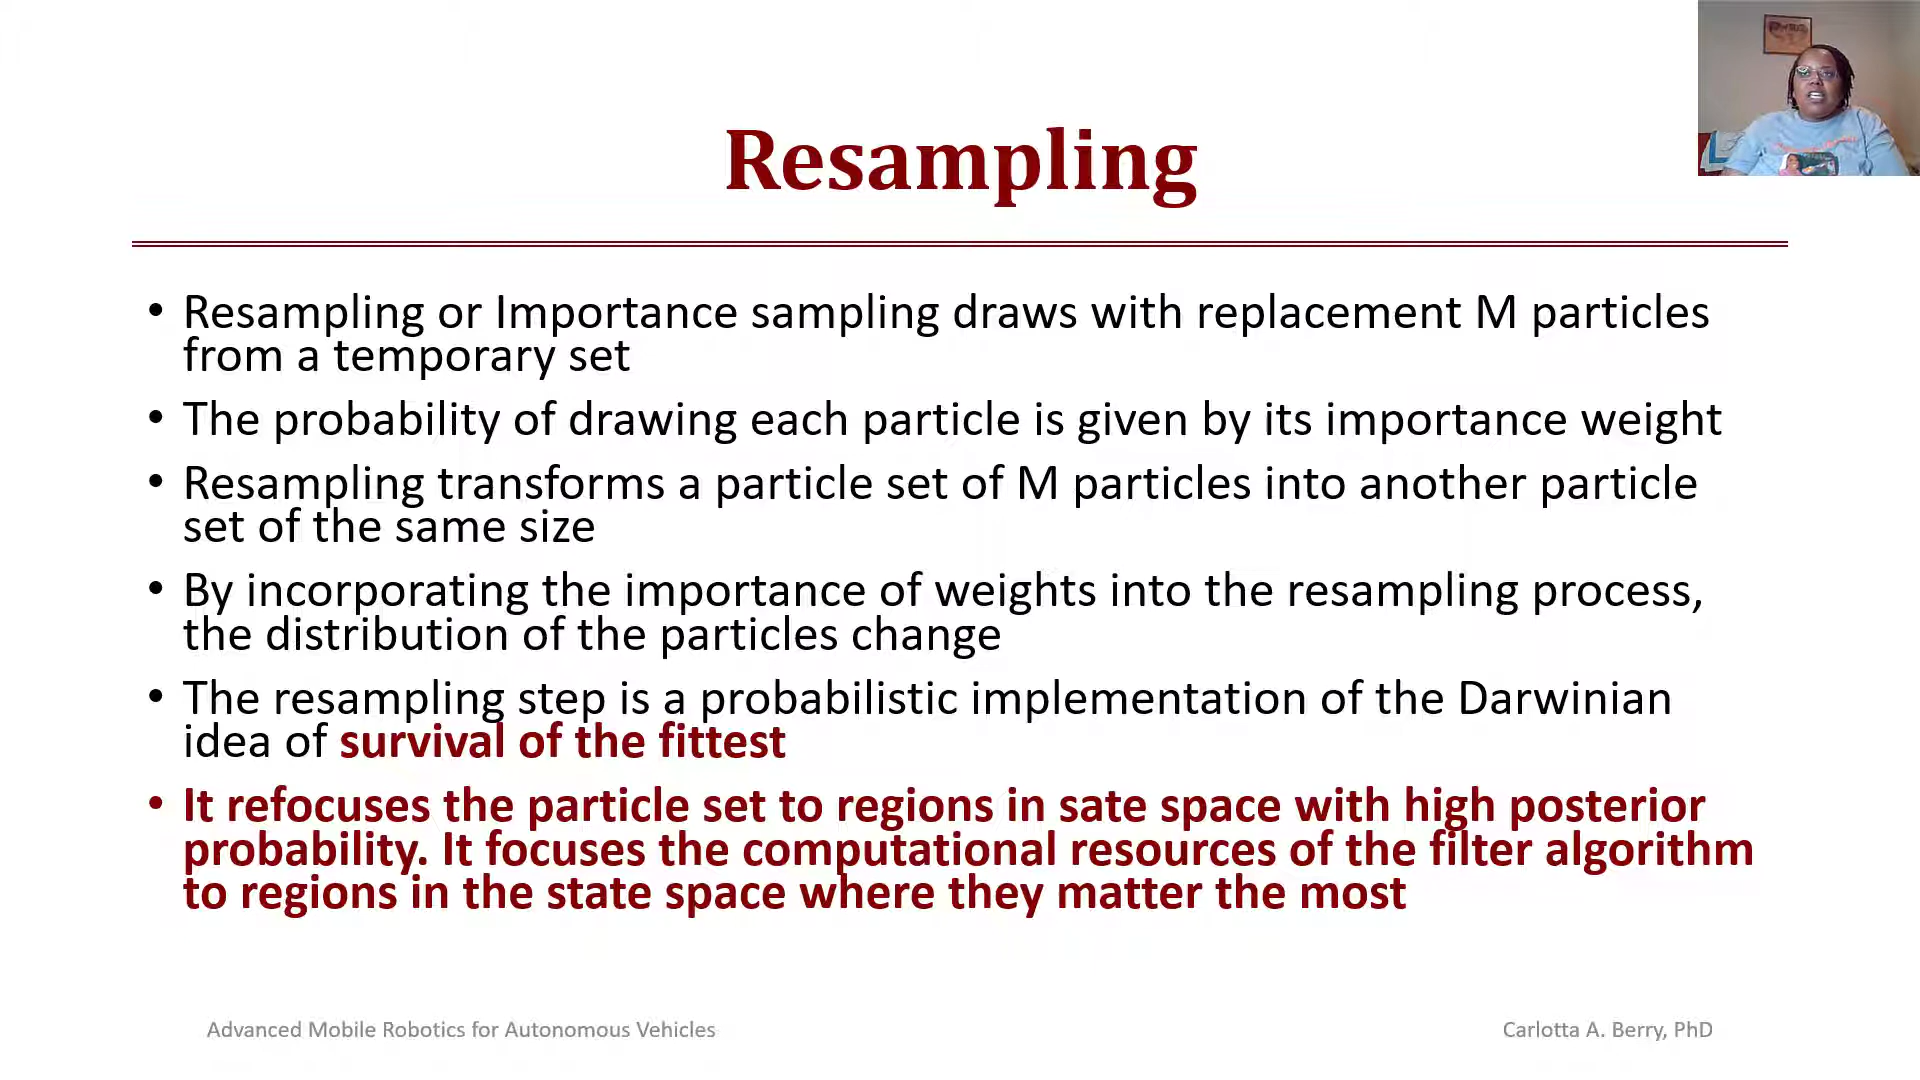 Resampling
• Resampling or Importance sampling draws with replacement M particles
from a temporary set
• The probability of drawing each particle is given by its importance weight
• Resampling transforms a particle set of M particles into another particle
set of the same size
• By incorporating the importance of weights into the resampling process,
the distribution of the particles change
• The resampling step is a probabilistic implementation of the Darwinian
idea of survival of the fittest
• It refocuses the particle set to regions in sate space with high posterior
probability. It focuses the computational resources of the filter algorithm
to regions in the state space where they matter the most
Advanced Mobile Robotics for Autonomous Vehicles
Carlotta A. Berry, PhD